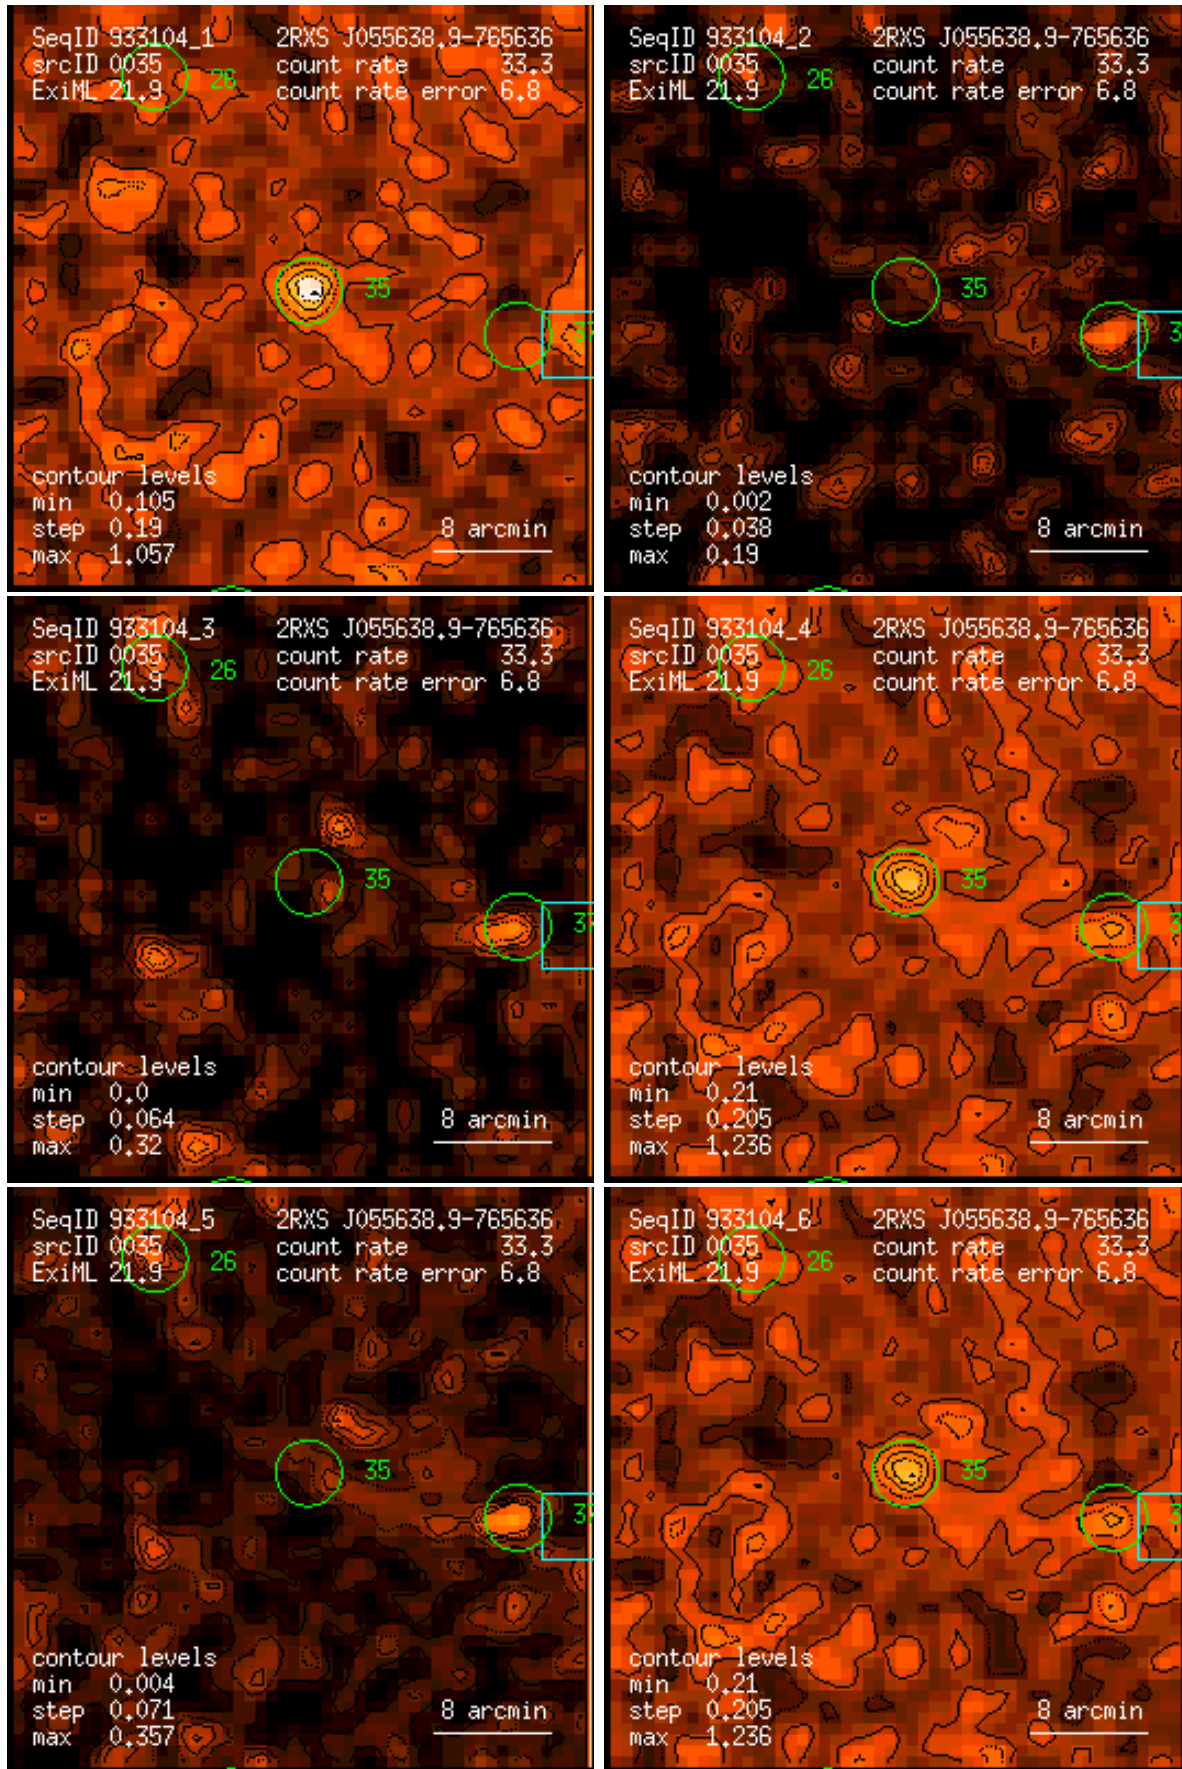 SeqID 933104_1 2RXS J055638.9-765636
srcID 0035 count rate 33.3
ExiML 21.9 count rate error 6.8
26
35
37
contour levels
min 0.105
step 0.19 8 arcmin
max 1.057
SeqID 933104_2 2RXS J055638.9-765636
srcID 0035 count rate 33.3
ExiML 21.9 count rate error 6.8
26
35
3
contour levels
min 0.002
step 0.038 8 arcmin
max 0.19
SeqID 933104_3 2RXS J055638.9-765636
srcID 0035 count rate 33.3
ExiML 21.9 count rate error 6.8
26
35
37
contour levels
min 0.0
step 0.064 8 arcmin
max 0.32
SeqID 933104_4 2RXS J055638.9-765636
srcID 0035 count rate 33.3
ExiML 21.9 count rate error 6.8
26
35
3
contour levels
min 0.21
step 0.205 8 arcmin
max 1.236
SeqID 933104_5 2RXS J055638.9-765636
srcID 0035 count rate 33.3
ExiML 21.9 count rate error 6.8
26
35
37
contour levels
min 0.004
step 0.071 8 arcmin
max 0.357
SeqID 933104_6 2RXS J055638.9-765636
srcID 0035 count rate 33.3
ExiML 21.9 count rate error 6.8
26
35
3
contour levels
min 0.21
step 0.205 8 arcmin
max 1.236